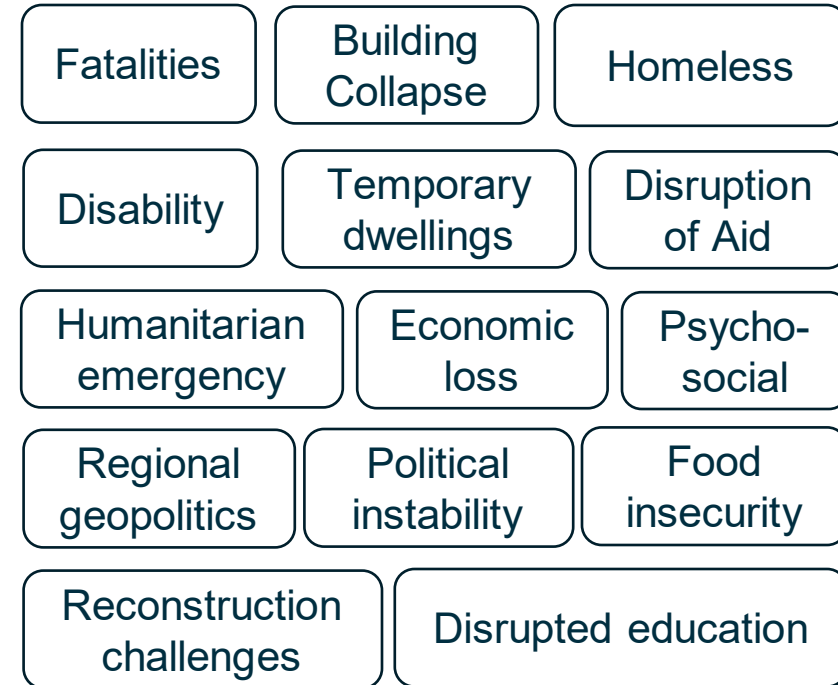 Fatalities
Building
Collapse
Homeless
Disability
Temporary
dwellings
Disruption
of Aid
Humanitarian
emergency
Economic
loss
Psycho-
social
Regional
geopolitics
Political
instability
Food
insecurity
Reconstruction
challenges
Disrupted education